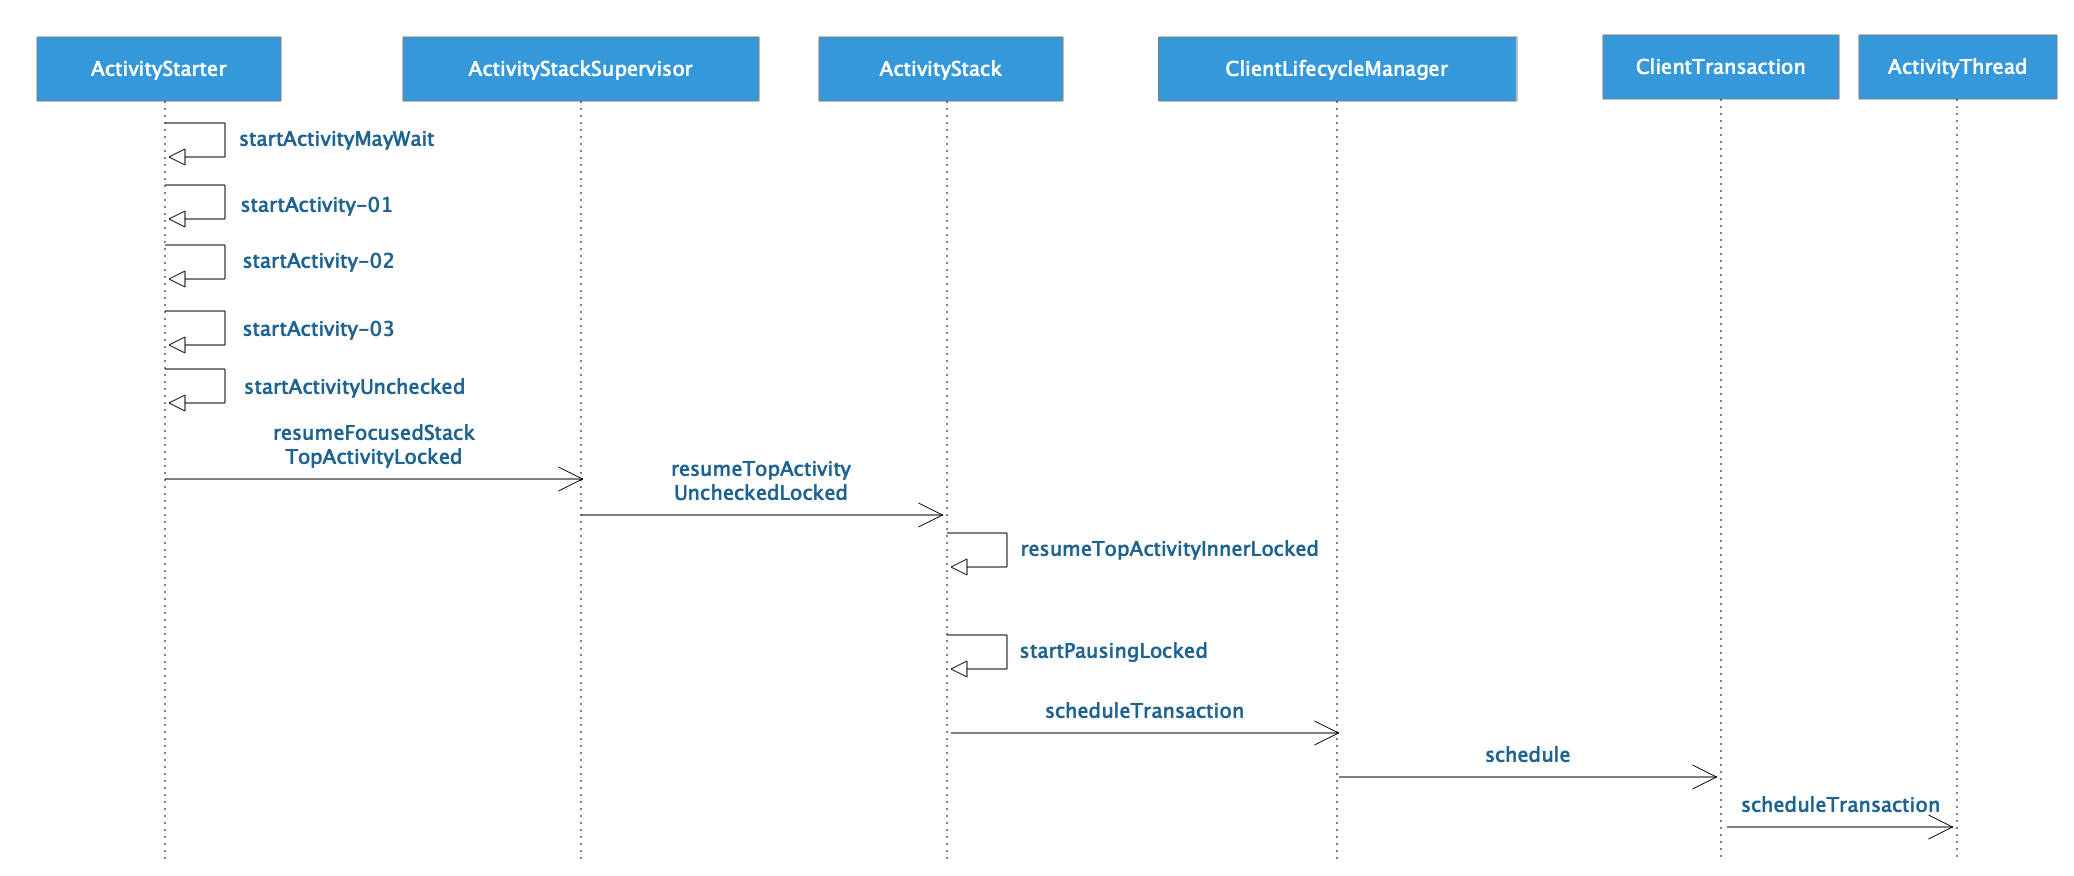 ActivityStarter
ActivityStackSupervisor
ActivityStack
ClientLifecycleManager
ClientTransaction
ActivityThread
startActivityMayWait
startActivity-01
startActivity-02
startActivity-03
startActivityUnchecked
resumeFocusedStack
TopActivityLocked
resumeTopActivity
UncheckedLocked
resumeTopActivityInnerLocked
startPausingLocked
scheduleTransaction
schedule
scheduleTransaction